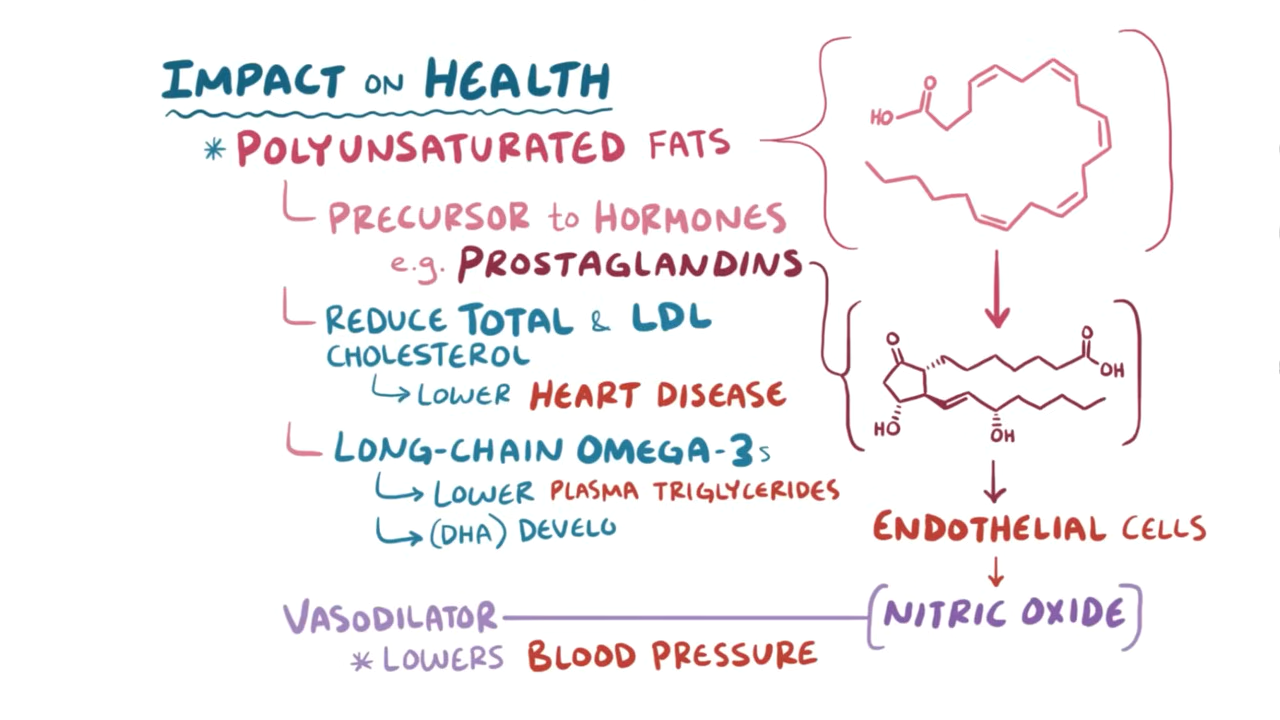 IMPACT ON HEALTH
* POLYUNSATURATED FATS
PRECURSOR to HORMONES
e.g. PROSTAGLANDINS
REDUCE TOTAL & LDL
CHOLESTEROL
LOWER HEART DISEASE
LONG-CHAIN OMEGA-3s
LOWER PLASMA TRIGLYCERIDES
(DHA) DEVELO
VASODILATOR
* LOWERS BLOOD PRESSURE
O
HO
O
O
OH
HO
OH
ENDOTHELIAL CELLS
[NITRIC OXIDE]